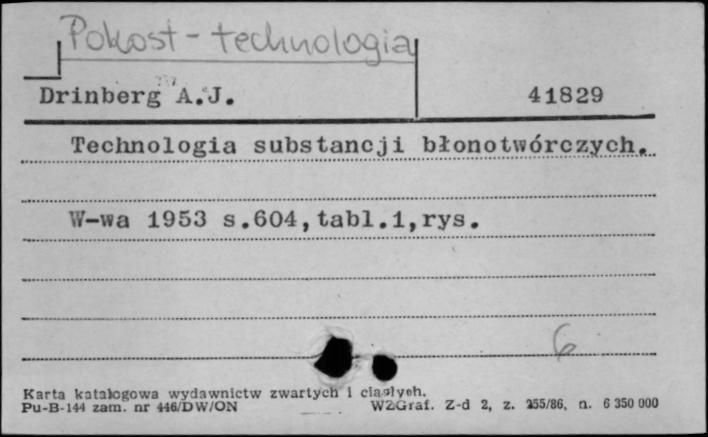 Pokost - technologia
Drinberg A.J. 41829
Technologia substancji błonotwórczych.
W-wa 1953 s.604,tabl.1,rys.
6
Karta katalogowa wydawnictw zwartych i ciągłych.
Pu-B-144 zam. nr 446/DW/ON WZGraf. Z-d 2, z. 255/86, n. 6 350 000